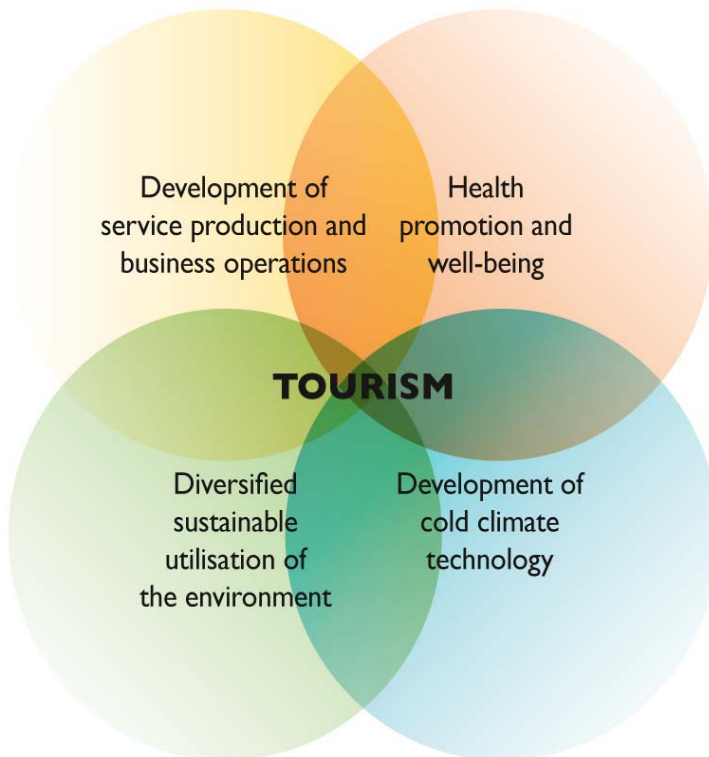 Development of
service production and
business operations
Health
promotion and
well-being
TOURISM
Diversified
sustainable
utilisation of
the environment
Development of
cold climate
technology